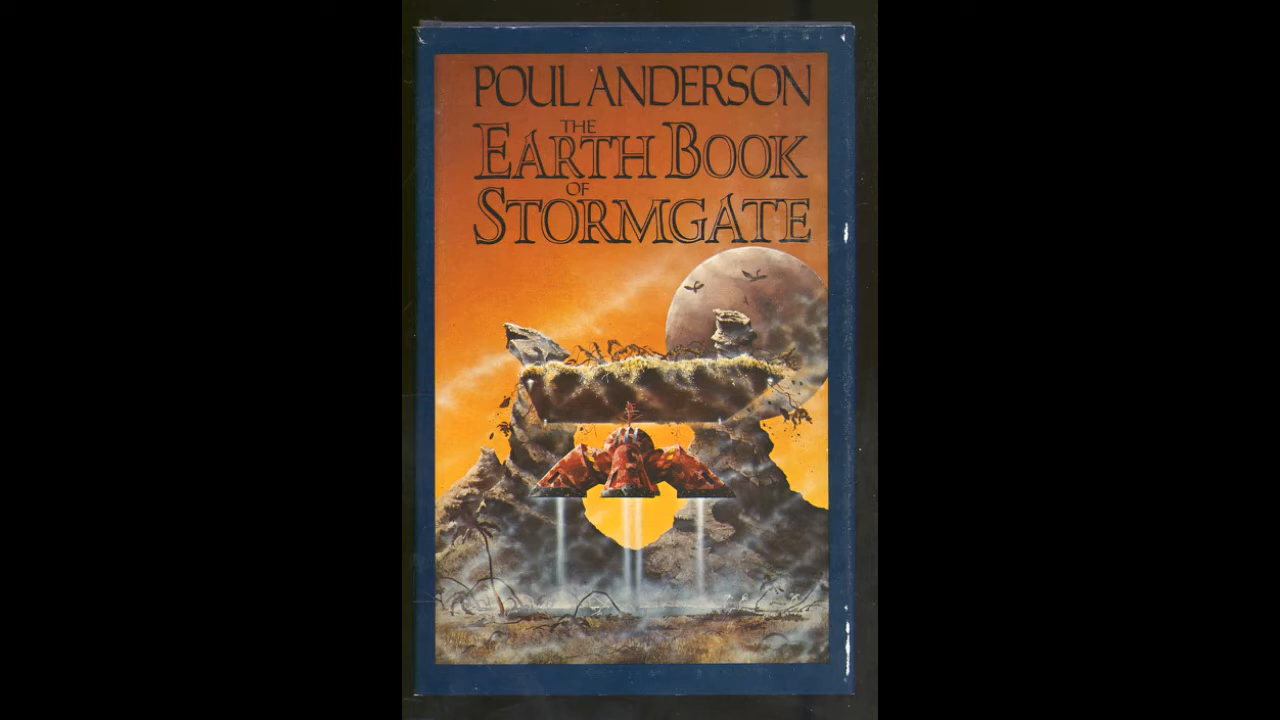 POUL ANDERSON
THE
EARTH BOOK
OF
STORMGATE